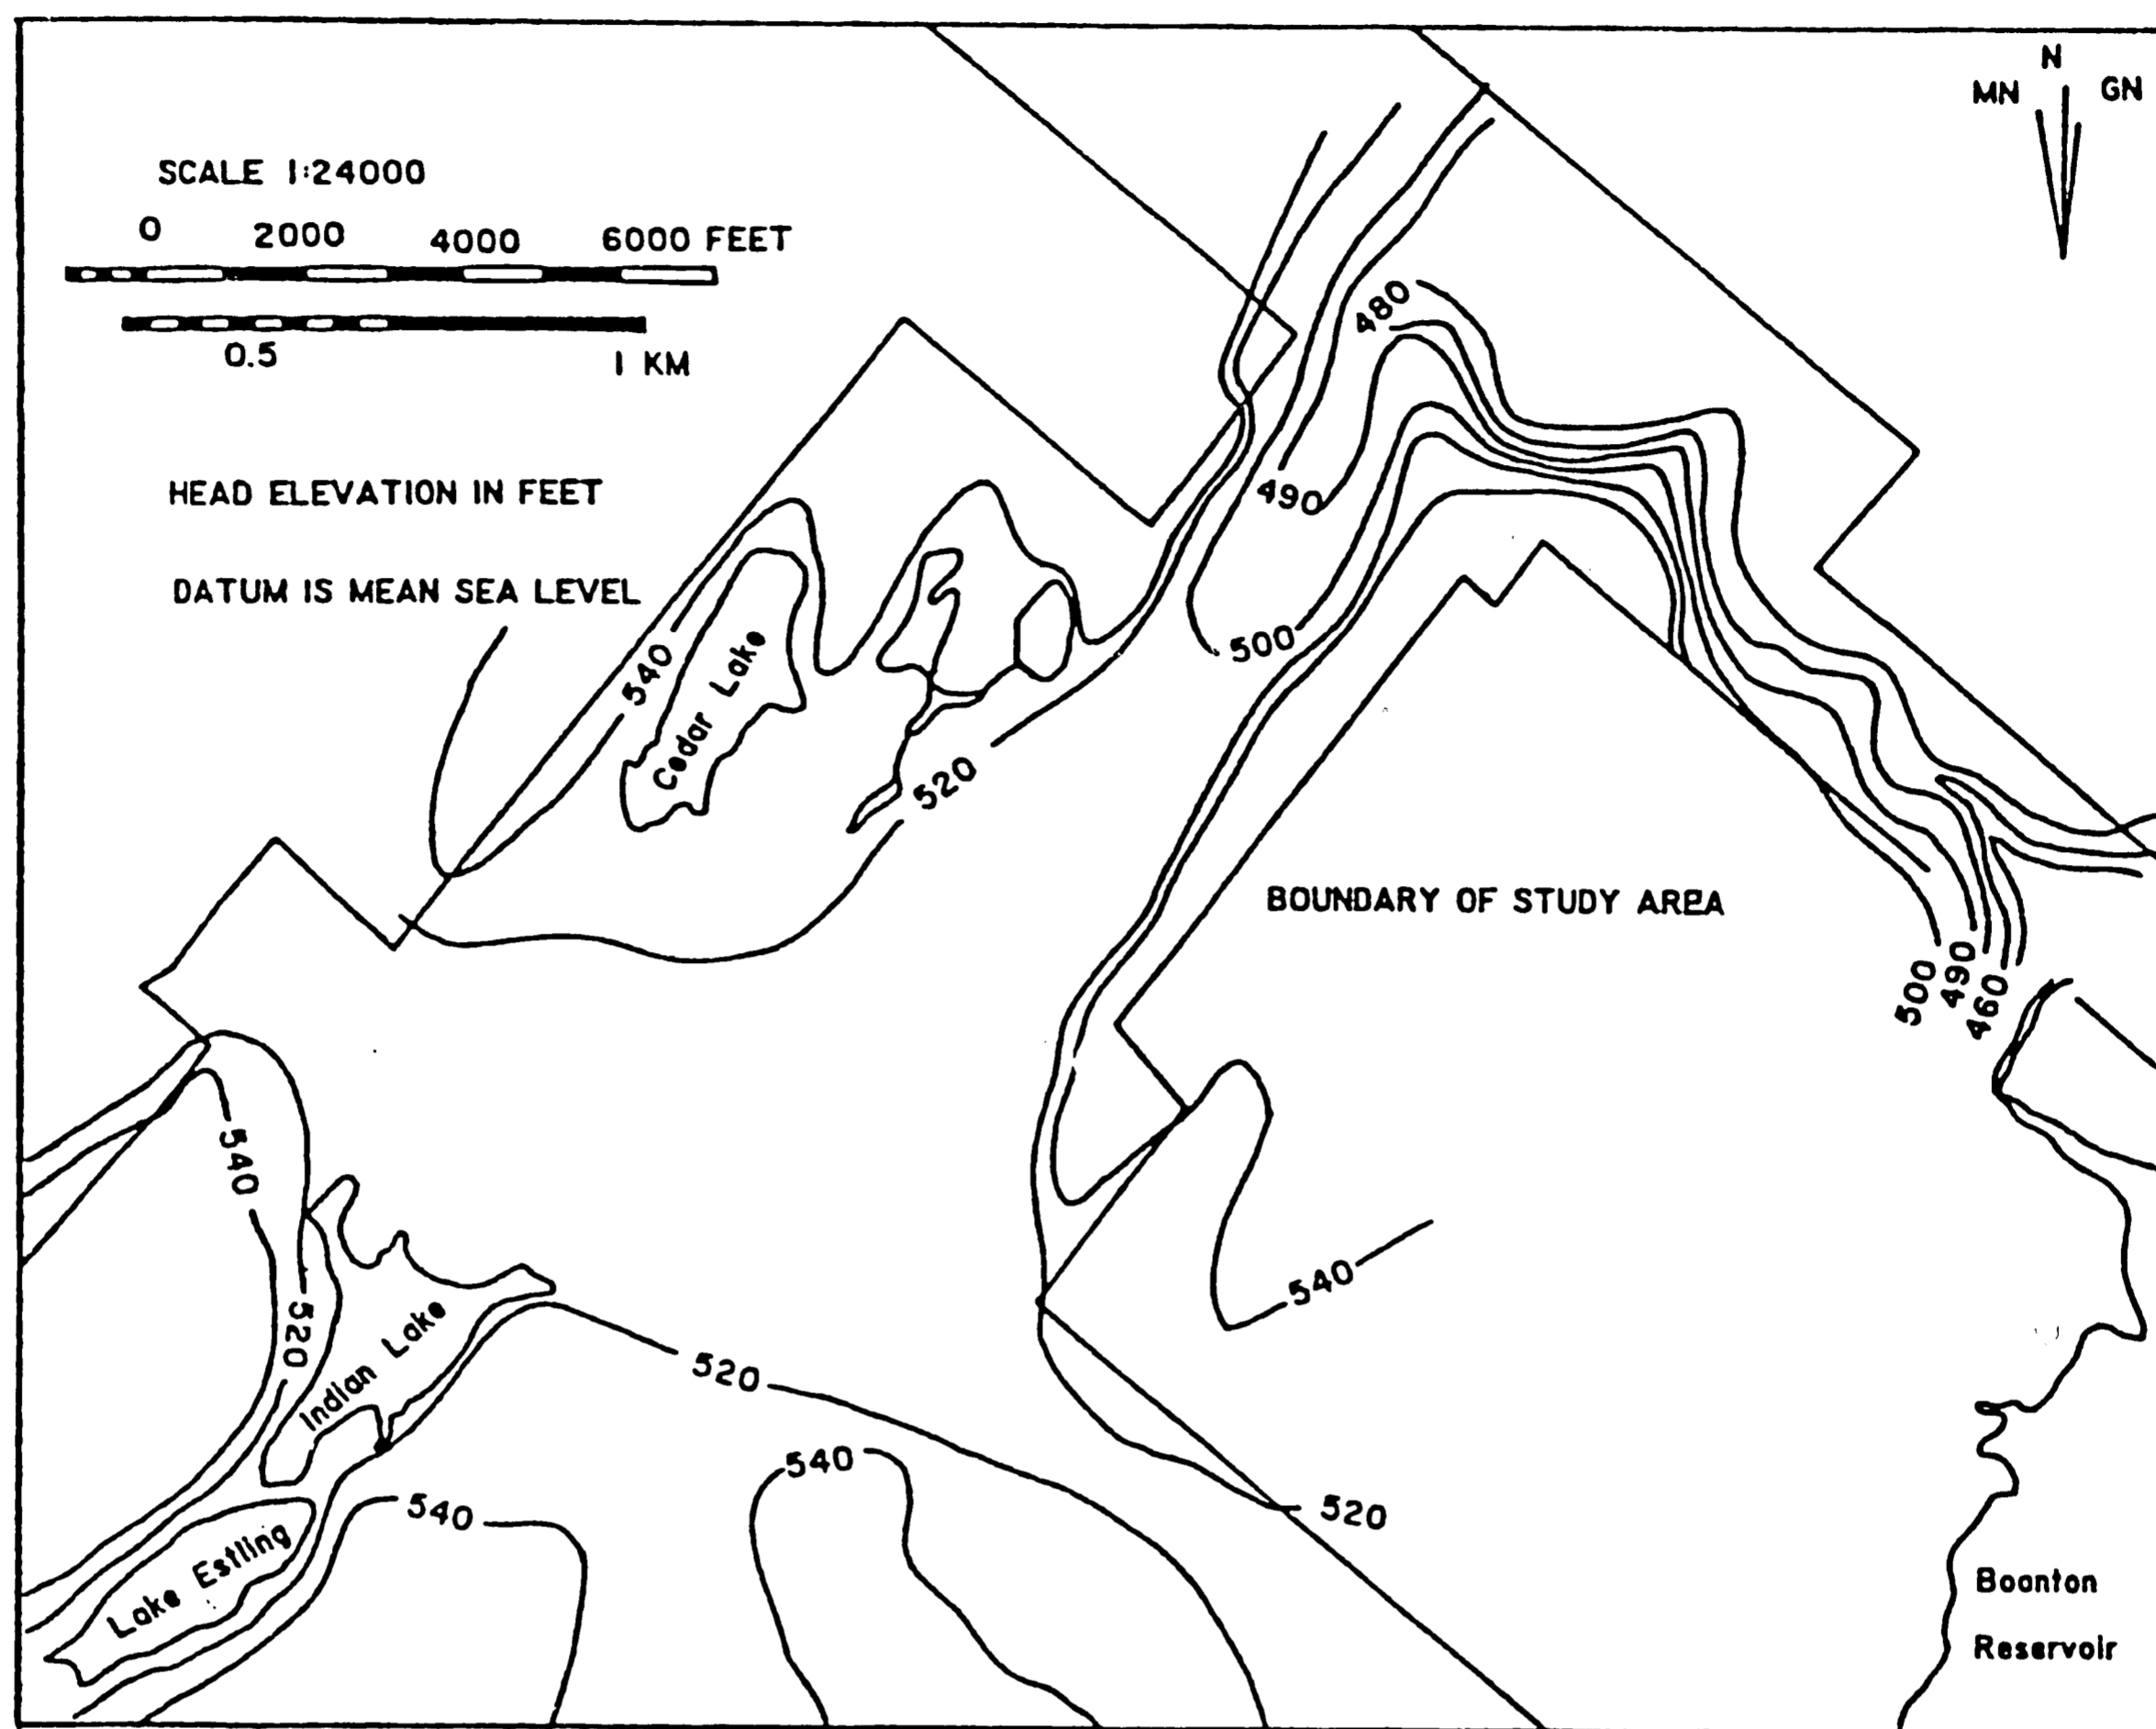 N
MN GN
SCALE 1:24000
0 2000 4000 6000 FEET
0.5 1 KM
480
HEAD ELEVATION IN FEET
490
DATUM IS MEAN SEA LEVEL
500
540
Cedar Lake
520
BOUNDARY OF STUDY AREA
500
490
460
540
520
Indian Lake
540
520
540
540
520
Lake Estling
Boonton
Reservoir